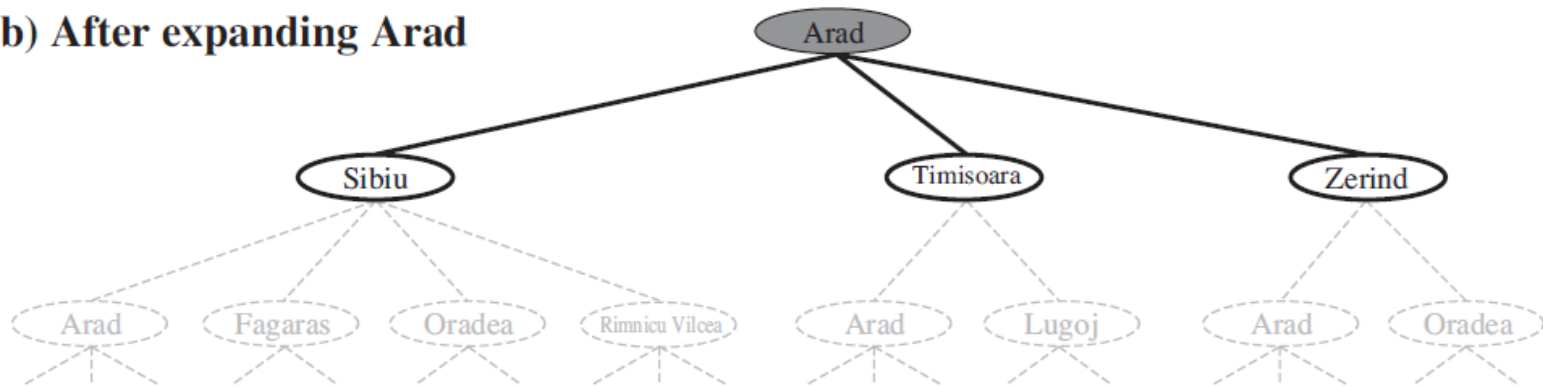 b) After expanding Arad
Arad
Sibiu
Timisoara
Zerind
Arad
Fagaras
Oradea
Rimnicu Vilcea
Arad
Lugoj
Arad
Oradea